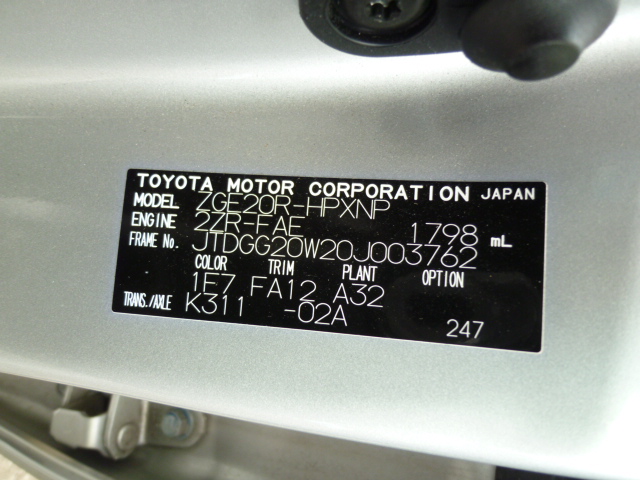 TOYOTA MOTOR CORPORATION JAPAN
MODEL ZGE20R-HPXNP
ENGINE 2ZR-FAE 1798 mL
FRAME No. JTDGG20W20J003762
COLOR TRIM PLANT OPTION
1F7 FA12 A32
TRANS./AXLE K311 -02A
247